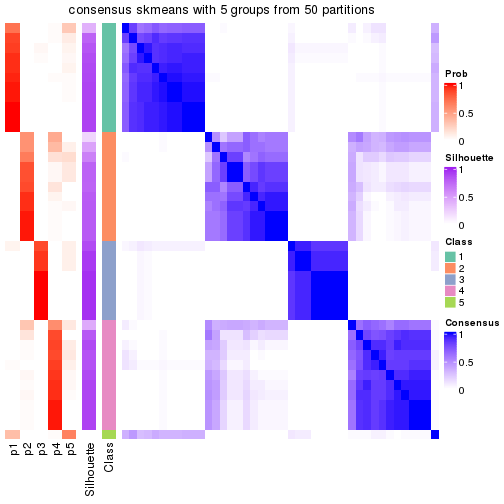 consensus skmeans with 5 groups from 50 partitions
Prob
1
0.5
0
Silhouette
1
0.5
0
Class
1
2
3
4
5
Consensus
1
0.5
0
p1
p2
p3
p4
p5
Silhouette
Class